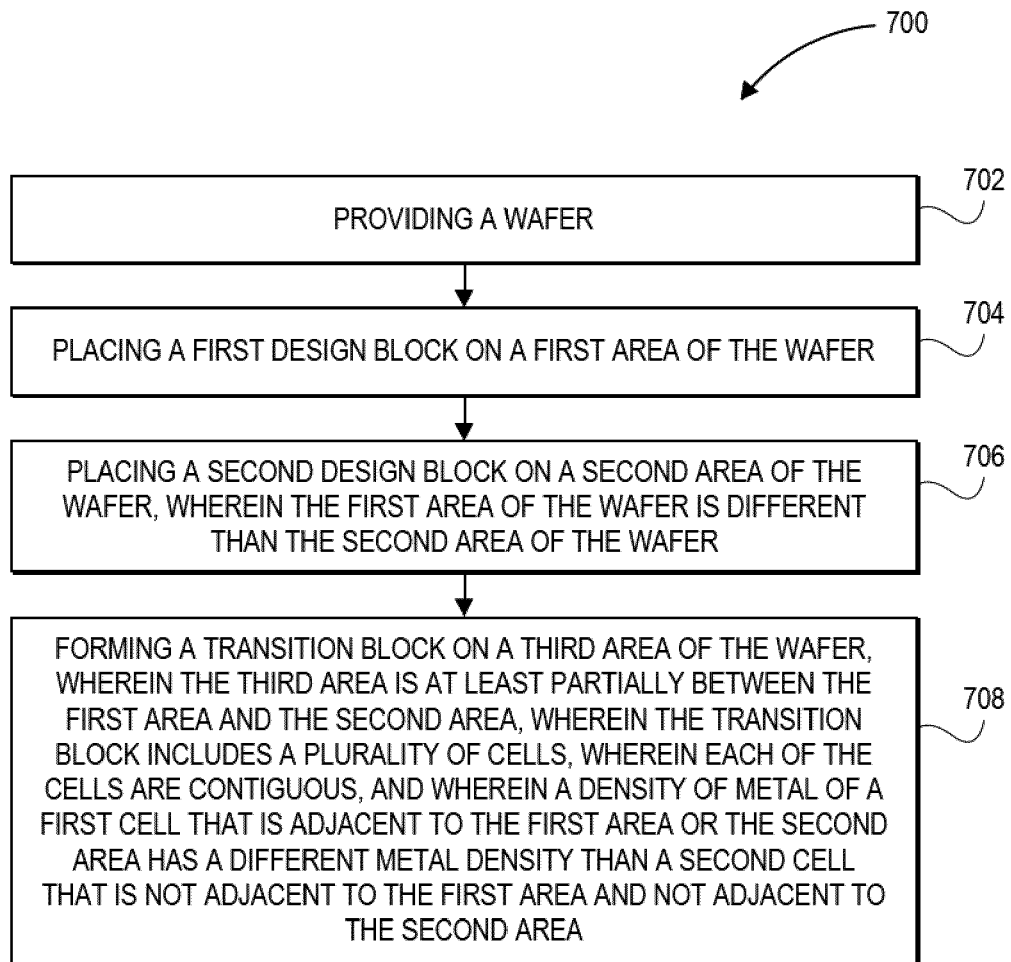 700
702
PROVIDING A WAFER
704
PLACING A FIRST DESIGN BLOCK ON A FIRST AREA OF THE WAFER
706
PLACING A SECOND DESIGN BLOCK ON A SECOND AREA OF THE
WAFER, WHEREIN THE FIRST AREA OF THE WAFER IS DIFFERENT
THAN THE SECOND AREA OF THE WAFER
708
FORMING A TRANSITION BLOCK ON A THIRD AREA OF THE WAFER,
WHEREIN THE THIRD AREA IS AT LEAST PARTIALLY BETWEEN THE
FIRST AREA AND THE SECOND AREA, WHEREIN THE TRANSITION
BLOCK INCLUDES A PLURALITY OF CELLS, WHEREIN EACH OF THE
CELLS ARE CONTIGUOUS, AND WHEREIN A DENSITY OF METAL OF A
FIRST CELL THAT IS ADJACENT TO THE FIRST AREA OR THE SECOND
AREA HAS A DIFFERENT METAL DENSITY THAN A SECOND CELL
THAT IS NOT ADJACENT TO THE FIRST AREA AND NOT ADJACENT TO
THE SECOND AREA